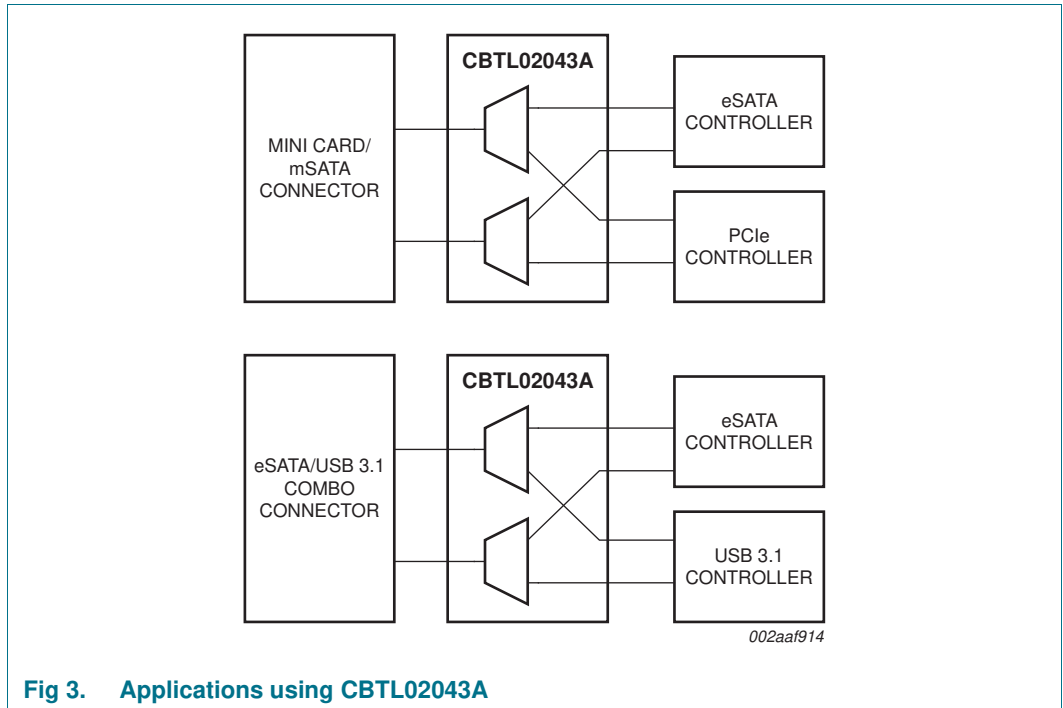 CBTL02043A
MINI CARD/
mSATA
CONNECTOR
eSATA
CONTROLLER
PCIe
CONTROLLER
CBTL02043A
eSATA/USB 3.1
COMBO
CONNECTOR
eSATA
CONTROLLER
USB 3.1
CONTROLLER
002aaf914
Fig 3. Applications using CBTL02043A